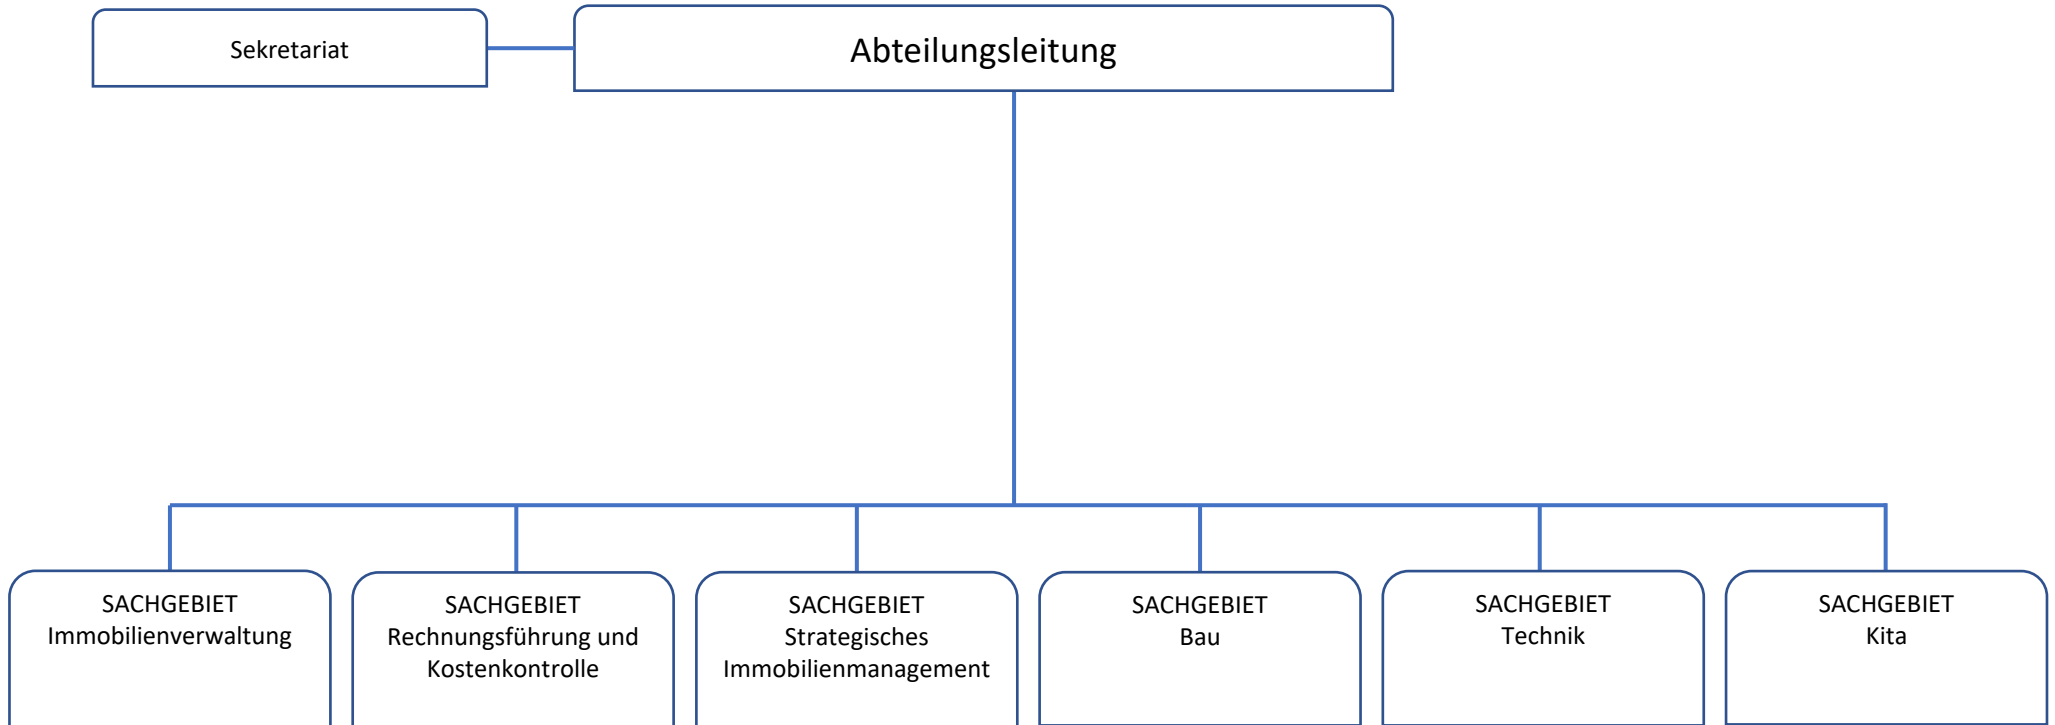 Sekretariat
Abteilungsleitung
SACHGEBIET
Immobilienverwaltung
SACHGEBIET
Rechnungsführung und
Kostenkontrolle
SACHGEBIET
Strategisches
Immobilienmanagement
SACHGEBIET
Bau
SACHGEBIET
Technik
SACHGEBIET
Kita